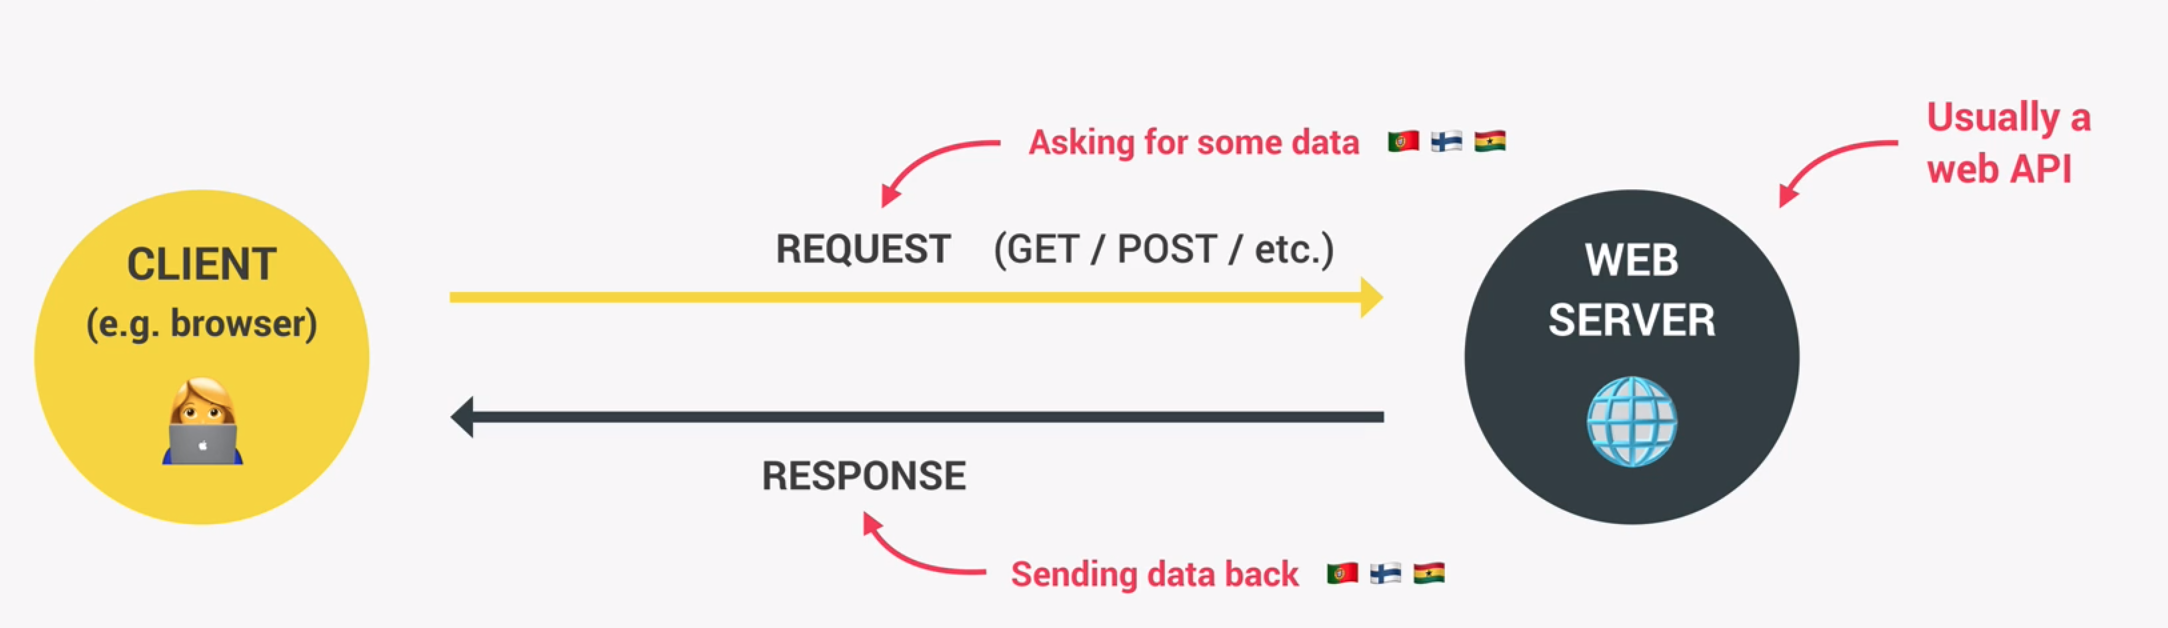 Usually a
web API
Asking for some data
REQUEST (GET / POST / etc.)
CLIENT
(e.g. browser)
WEB
SERVER
RESPONSE
Sending data back